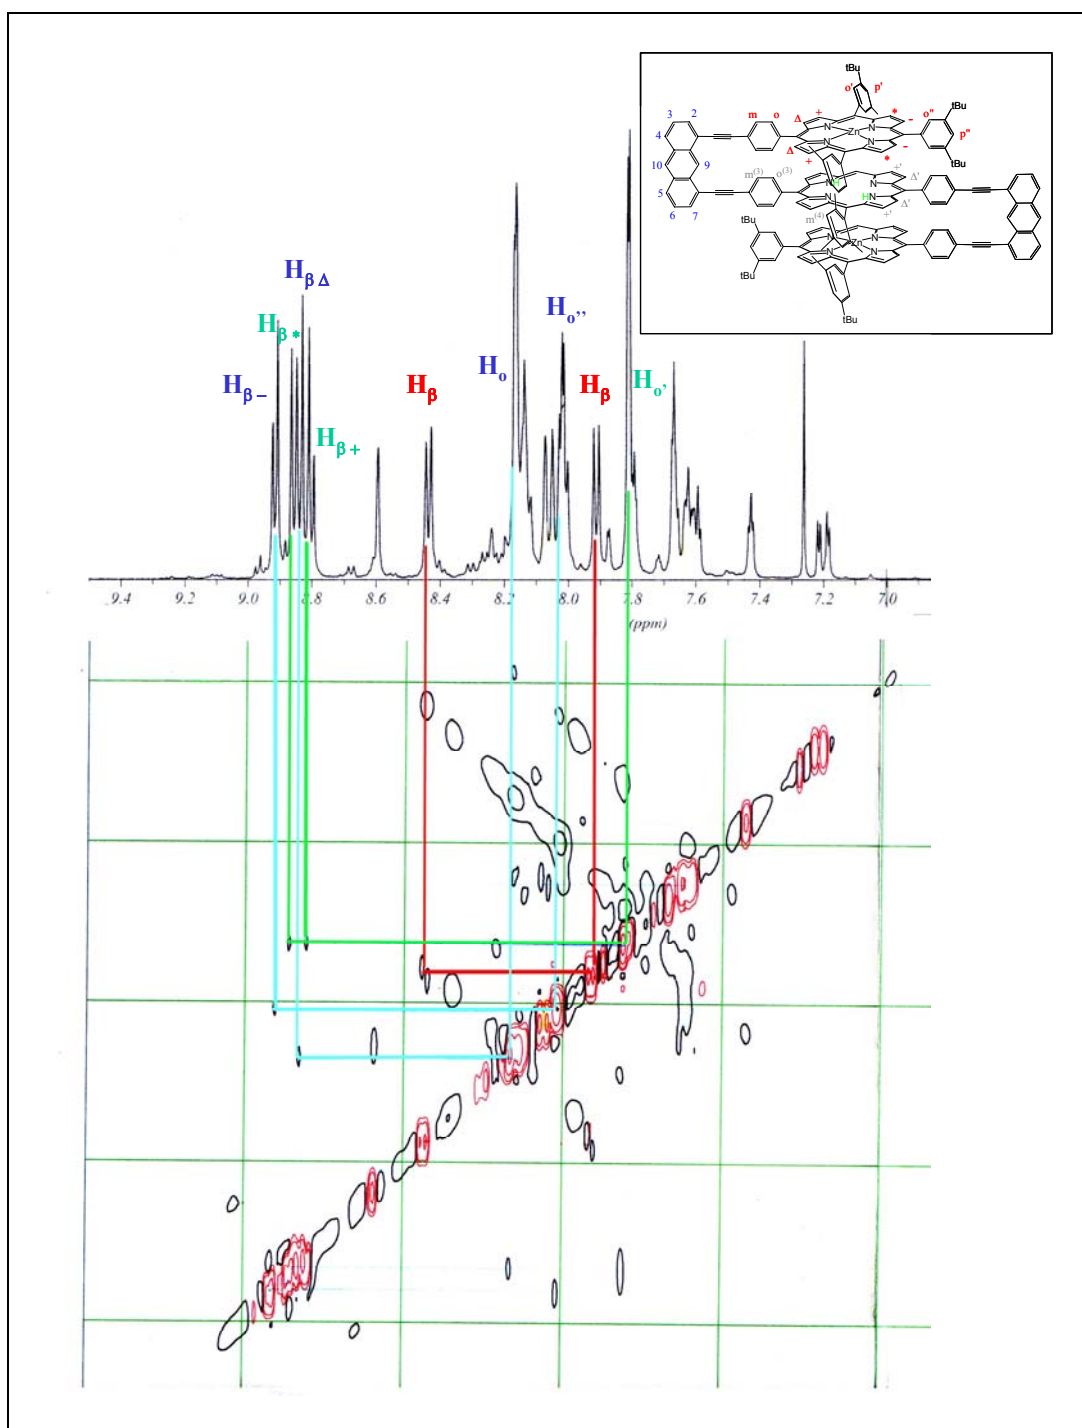 tBu
o' p'
3 2 m o Δ + * - o" tBu
4 N N Zn N N p"
10 9 Δ + * - tBu
m(3) o(3) H N N +' Δ'
5 N HN Δ'
6 7 m(4) +'
tBu N Zn N N N
tBu
tBu
HβΔ
Hβ*
Ho''
Hβ-
Hβ
Ho
Hβ
Ho'
Hβ+
9.4 9.2 9.0 8.8 8.6 8.4 8.2 8.0 7.8 7.6 7.4 7.2 7.0
(ppm)